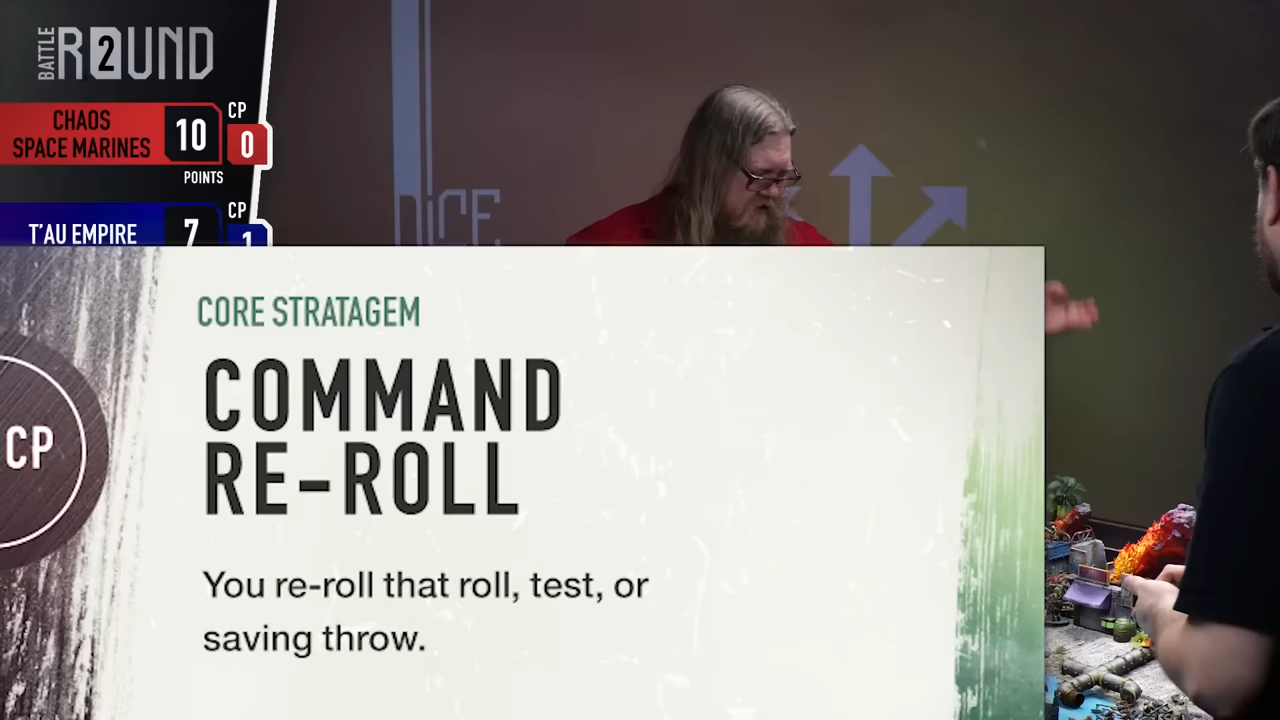 BATTLE
R2UND
CHAOS
SPACE MARINES
10
POINTS
CP
0
T'AU EMPIRE
7
CP
1
DICE
CORE STRATAGEM
COMMAND
RE-ROLL
You re-roll that roll, test, or
saving throw.
CP